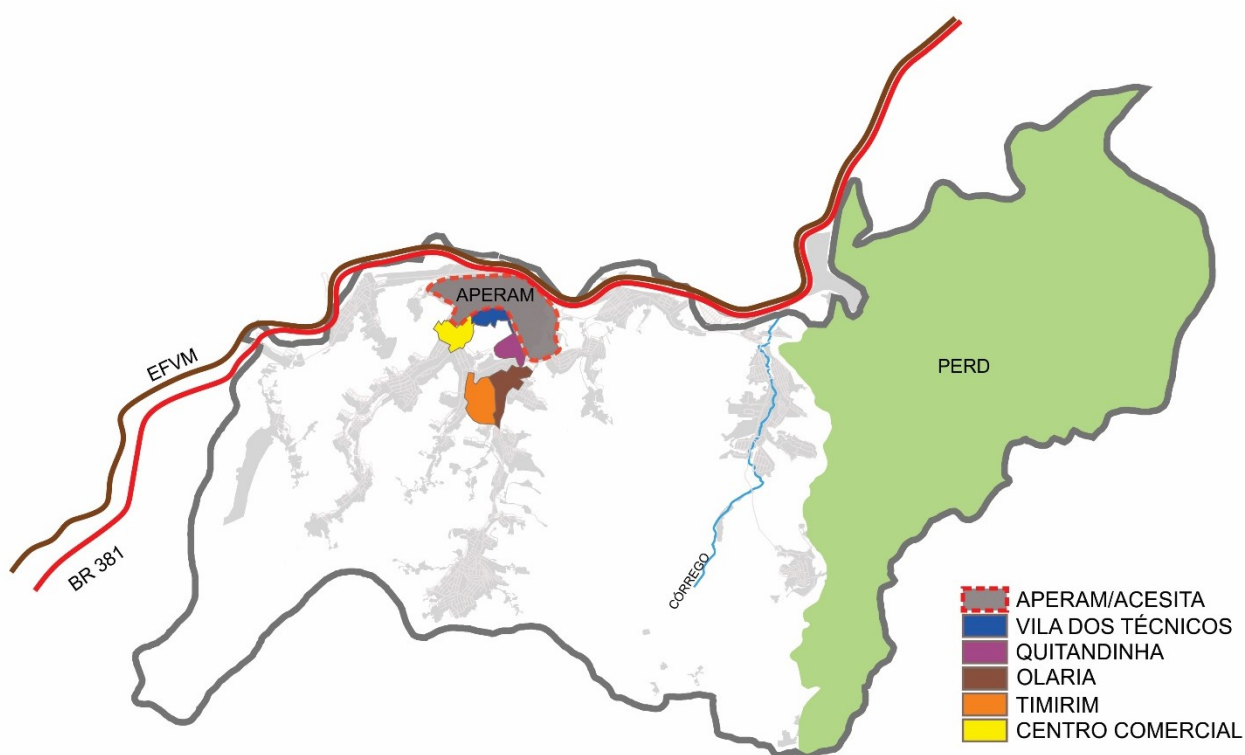 APERAM
EFVM
PERD
BR 381
CÓRREGO
APERAM/ACESITA
VILA DOS TÉCNICOS
QUITANDINHA
OLARIA
TIMIRIM
CENTRO COMERCIAL